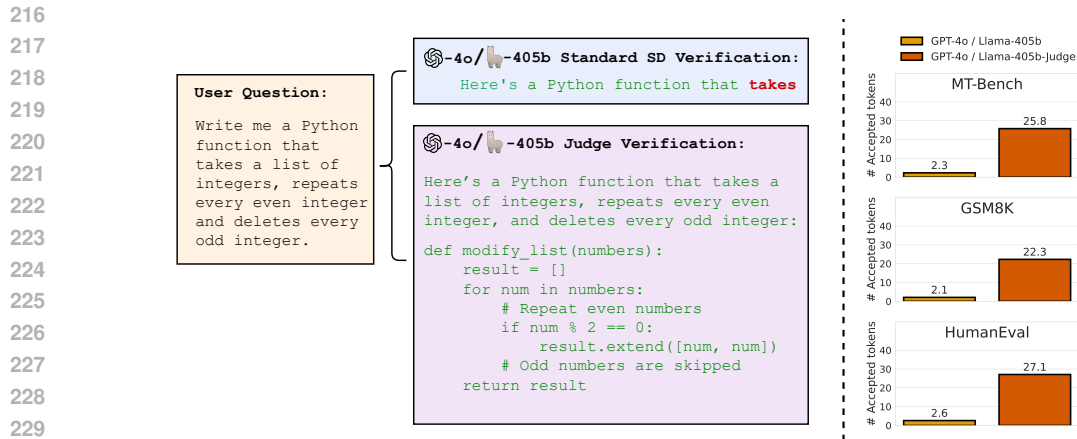 216
217
218
219
220
221
222
223
224
225
226
227
228
229
User Question:
Write me a Python
function that
takes a list of
integers, repeats
every even integer
and deletes every
odd integer.
-4o/ -405b Standard SD Verification:
Here's a Python function that takes
-4o/ -405b Judge Verification:
Here’s a Python function that takes a
list of integers, repeats every even
integer, and deletes every odd integer:
def modify_list(numbers):
    result = []
    for num in numbers:
        # Repeat even numbers
        if num % 2 == 0:
            result.extend([num, num])
        # Odd numbers are skipped
    return result
GPT-4o / Llama-405b
GPT-4o / Llama-405b-Judge
MT-Bench
# Accepted tokens
40
30
20
10
0
2.3
25.8
GSM8K
# Accepted tokens
40
30
20
10
0
2.1
22.3
HumanEval
# Accepted tokens
40
30
20
10
0
2.6
27.1